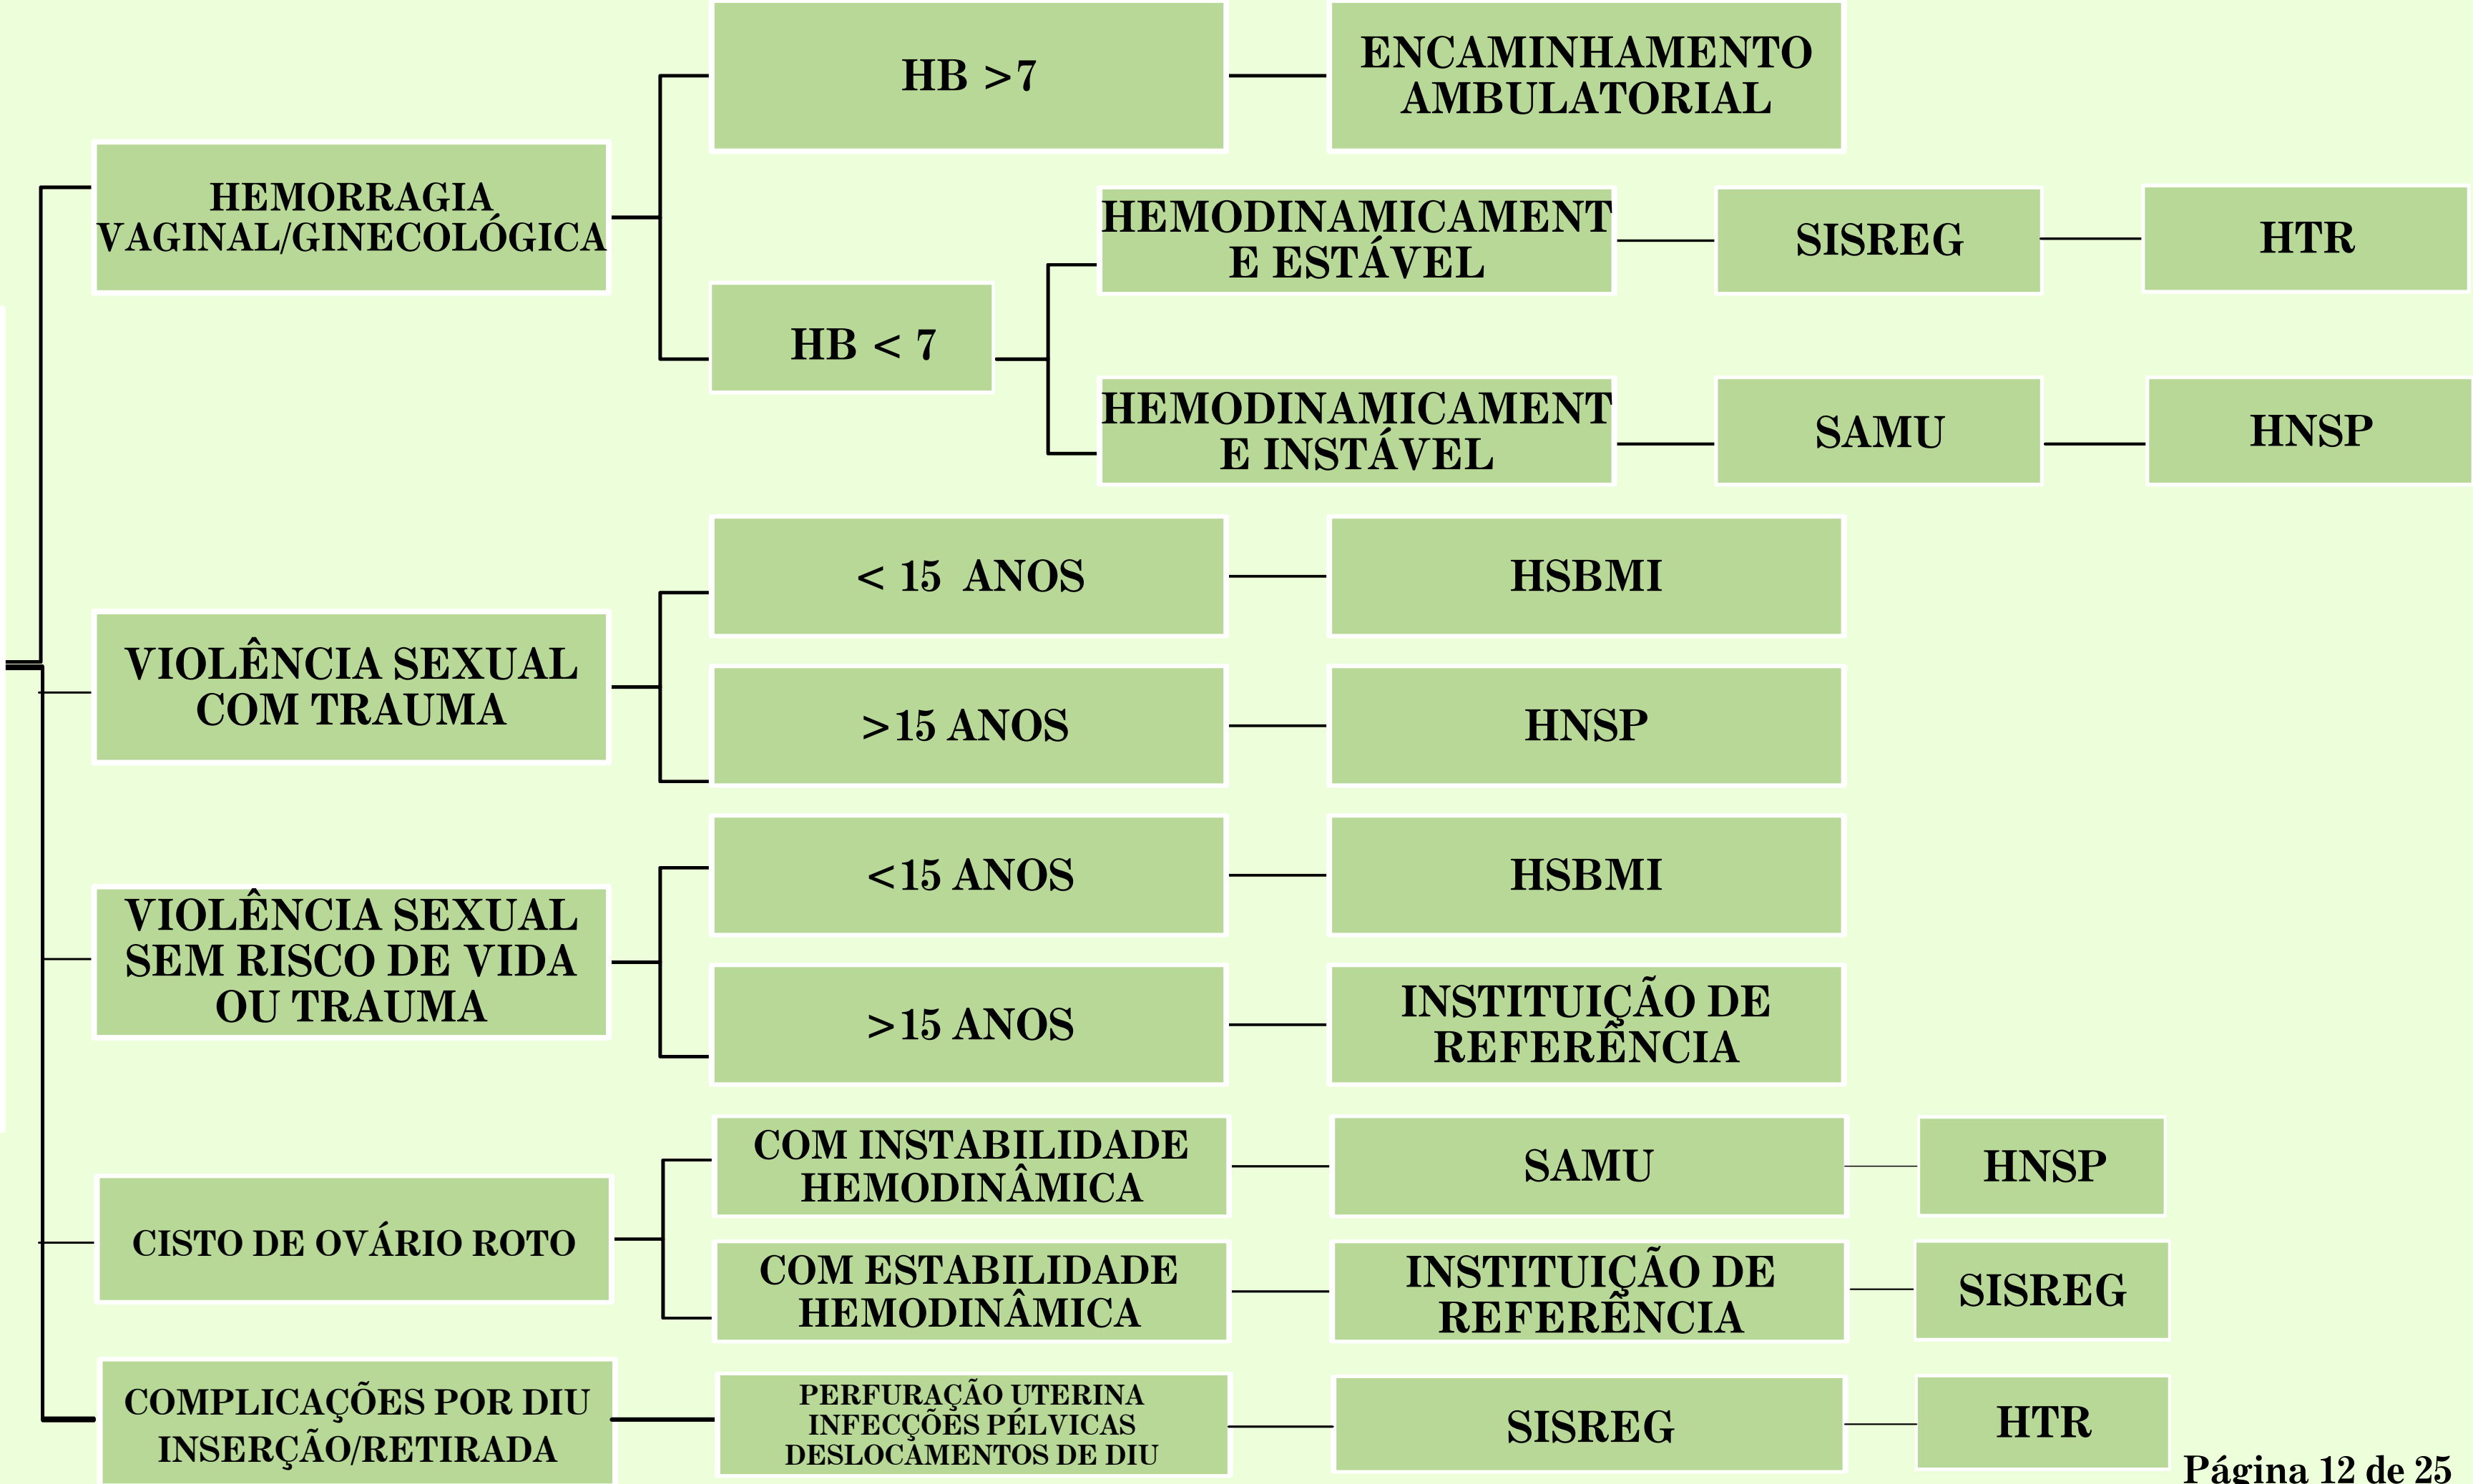 HB >7
ENCAMINHAMENTO
AMBULATORIAL
HEMORRAGIA
VAGINAL/GINECOLÓGICA
HEMODINAMICAMENT
E ESTÁVEL
SISREG
HTR
HB < 7
HEMODINAMICAMENT
E INSTÁVEL
SAMU
HNSP
VIOLÊNCIA SEXUAL
COM TRAUMA
< 15 ANOS
HSBMI
>15 ANOS
HNSP
VIOLÊNCIA SEXUAL
SEM RISCO DE VIDA
OU TRAUMA
<15 ANOS
HSBMI
>15 ANOS
INSTITUIÇÃO DE
REFERÊNCIA
CISTO DE OVÁRIO ROTO
COM INSTABILIDADE
HEMODINÂMICA
SAMU
HNSP
COM ESTABILIDADE
HEMODINÂMICA
INSTITUIÇÃO DE
REFERÊNCIA
SISREG
COMPLICAÇÕES POR DIU
INSERÇÃO/RETIRADA
PERFURAÇÃO UTERINA
INFECÇÕES PÉLVICAS
DESLOCAMENTOS DE DIU
SISREG
HTR
Página 12 de 25